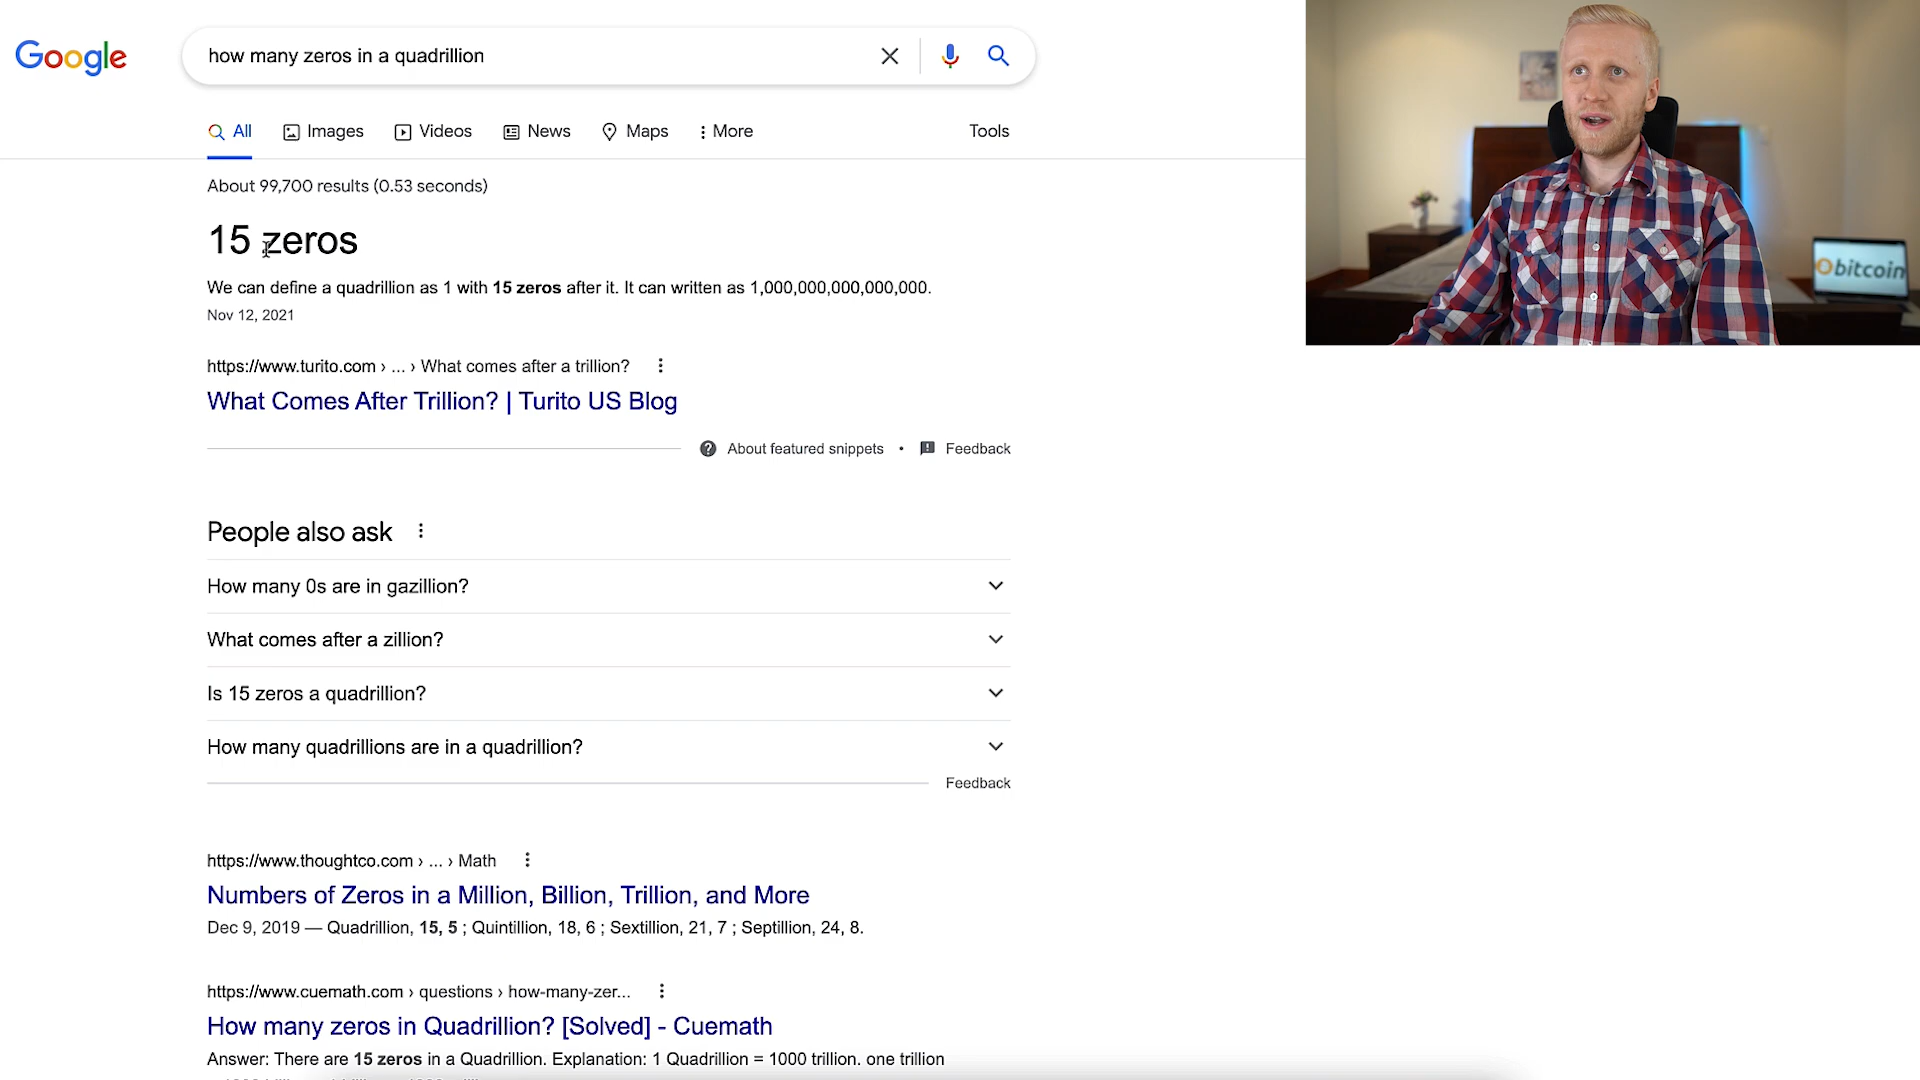 Google
how many zeros in a quadrillion
All Images Videos News Maps More Tools
About 99,700 results (0.53 seconds)
15 zeros
We can define a quadrillion as 1 with 15 zeros after it. It can written as 1,000,000,000,000,000.
Nov 12, 2021
https://www.turito.com › ... › What comes after a trillion?
What Comes After Trillion? | Turito US Blog
About featured snippets • Feedback
People also ask
How many 0s are in gazillion?
What comes after a zillion?
Is 15 zeros a quadrillion?
How many quadrillions are in a quadrillion?
Feedback
https://www.thoughtco.com › ... › Math
Numbers of Zeros in a Million, Billion, Trillion, and More
Dec 9, 2019 — Quadrillion, 15, 5 ; Quintillion, 18, 6 ; Sextillion, 21, 7 ; Septillion, 24, 8.
https://www.cuemath.com › questions › how-many-zer...
How many zeros in Quadrillion? [Solved] - Cuemath
Answer: There are 15 zeros in a Quadrillion. Explanation: 1 Quadrillion = 1000 trillion. one trillion
bitcoin